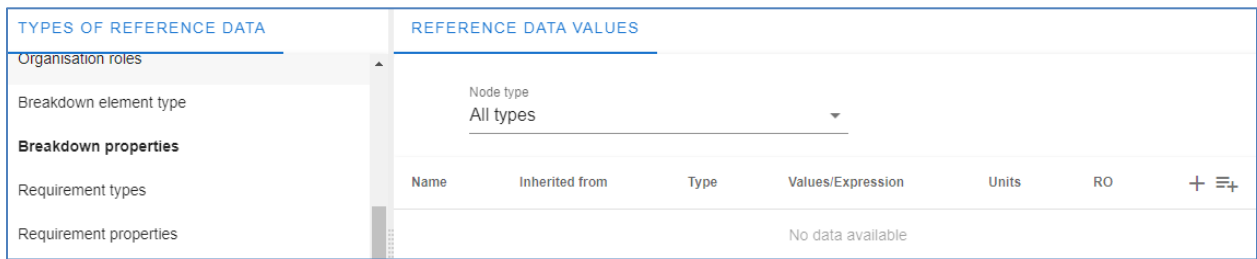 TYPES OF REFERENCE DATA
Organisation roles
Breakdown element type
Breakdown properties
Requirement types
Requirement properties
REFERENCE DATA VALUES
Node type
All types
Name Inherited from Type Values/Expression Units RO
No data available